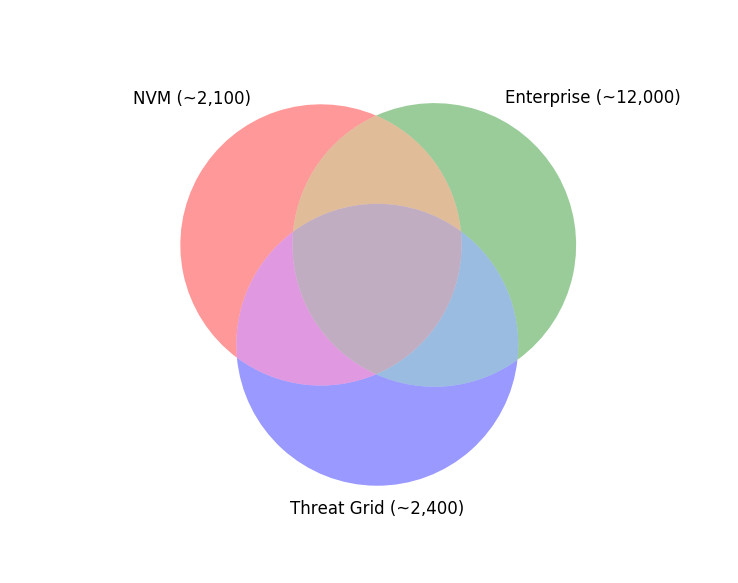 NVM (~2,100)
Enterprise (~12,000)
Threat Grid (~2,400)